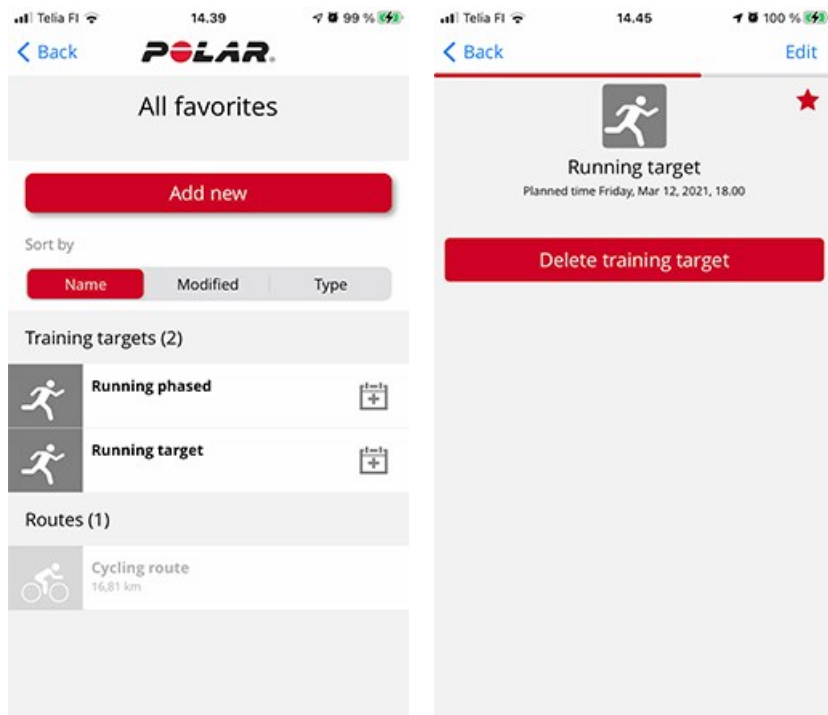 Telia FI 14.39 99 %
Back POLAR
All favorites
Add new
Sort by
Name Modified Type
Training targets (2)
Running phased
Running target
Routes (1)
Cycling route
16,81 km
Telia FI 14.45 100 %
Back Edit
Running target
Planned time Friday, Mar 12, 2021, 18.00
Delete training target